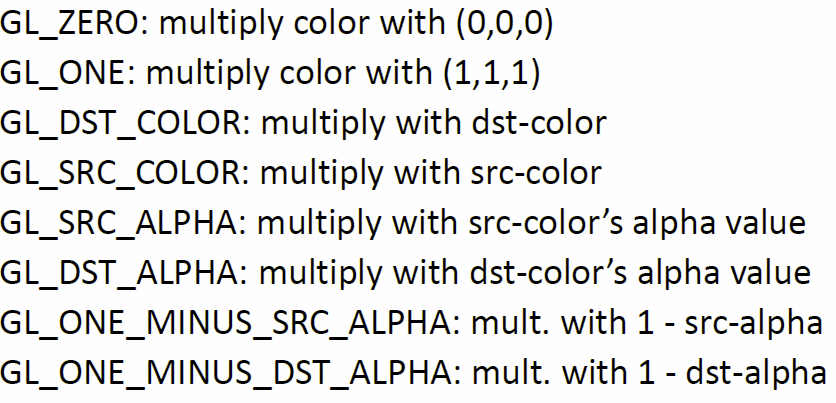 GL_ZERO: multiply color with (0,0,0)
GL_ONE: multiply color with (1,1,1)
GL_DST_COLOR: multiply with dst-color
GL_SRC_COLOR: multiply with src-color
GL_SRC_ALPHA: multiply with src-color’s alpha value
GL_DST_ALPHA: multiply with dst-color’s alpha value
GL_ONE_MINUS_SRC_ALPHA: mult. with 1 - src-alpha
GL_ONE_MINUS_DST_ALPHA: mult. with 1 - dst-alpha